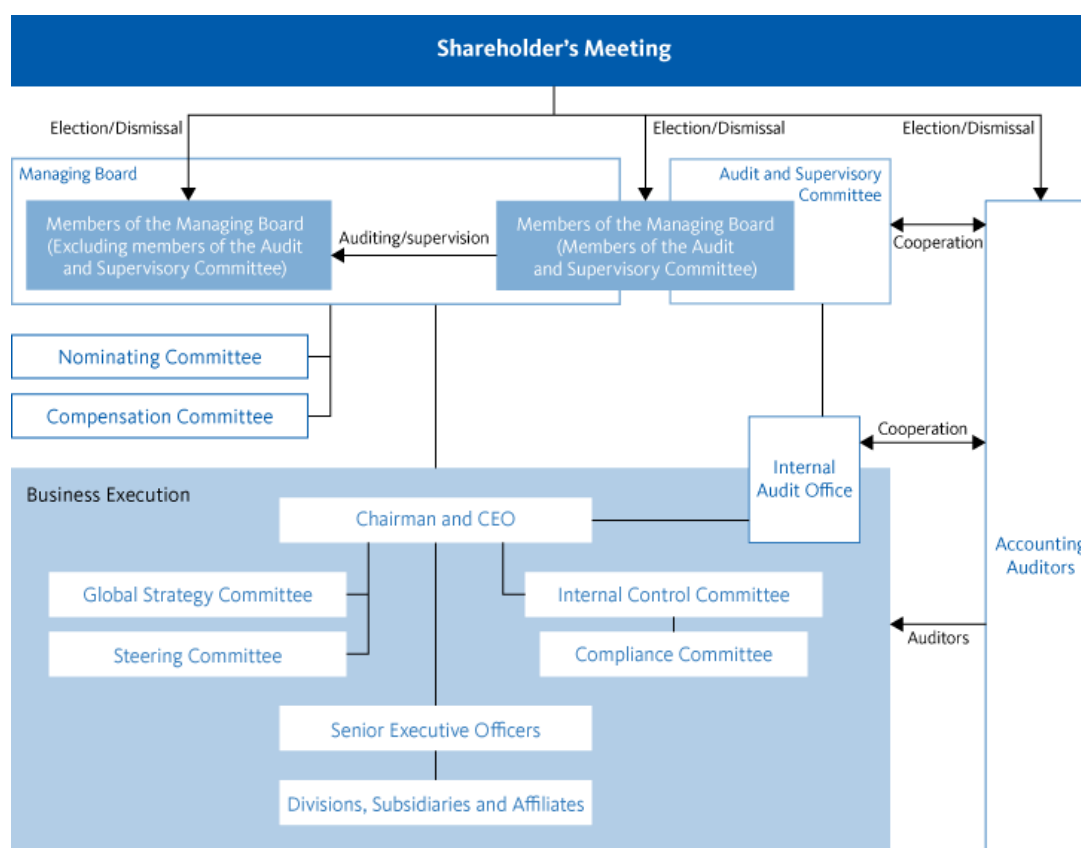 Shareholder's Meeting
Election/Dismissal
Election/Dismissal
Election/Dismissal
Managing Board
Audit and Supervisory
Committee
Members of the Managing Board
(Excluding members of the Audit
and Supervisory Committee)
Auditing/supervision
Members of the Managing Board
(Members of the Audit
and Supervisory Committee)
Cooperation
Nominating Committee
Compensation Committee
Cooperation
Internal
Audit Office
Business Execution
Chairman and CEO
Accounting
Auditors
Global Strategy Committee
Internal Control Committee
Auditors
Steering Committee
Compliance Committee
Senior Executive Officers
Divisions, Subsidiaries and Affiliates